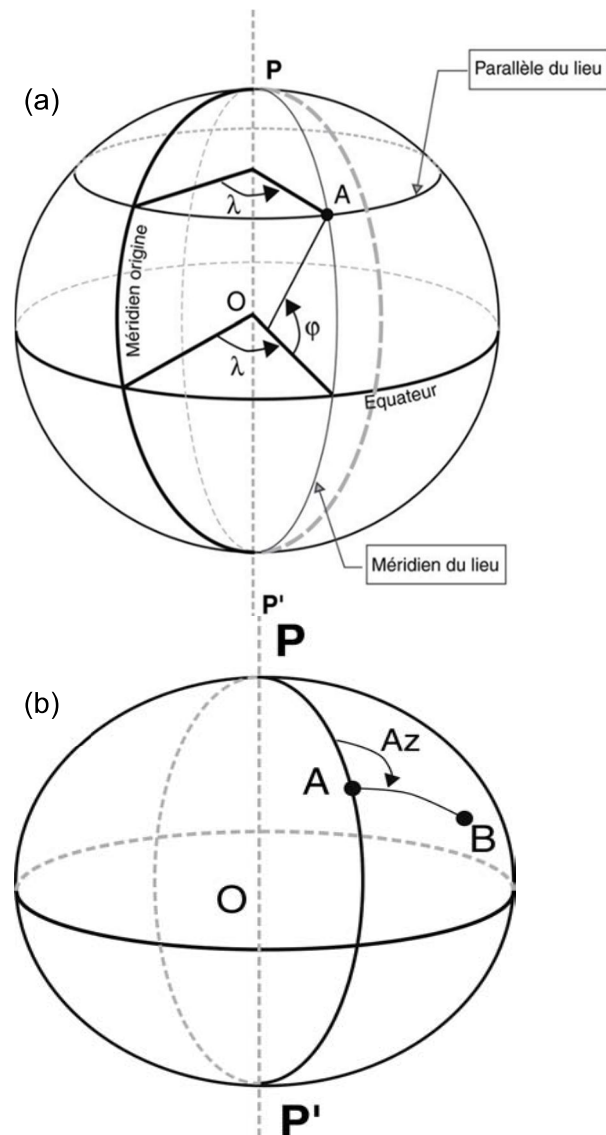 (a)
P
Parallèle du lieu
A
λ
Méridien origine
O
φ
λ
Equateur
Méridien du lieu
P'
P
(b)
Az
A
B
O
P'